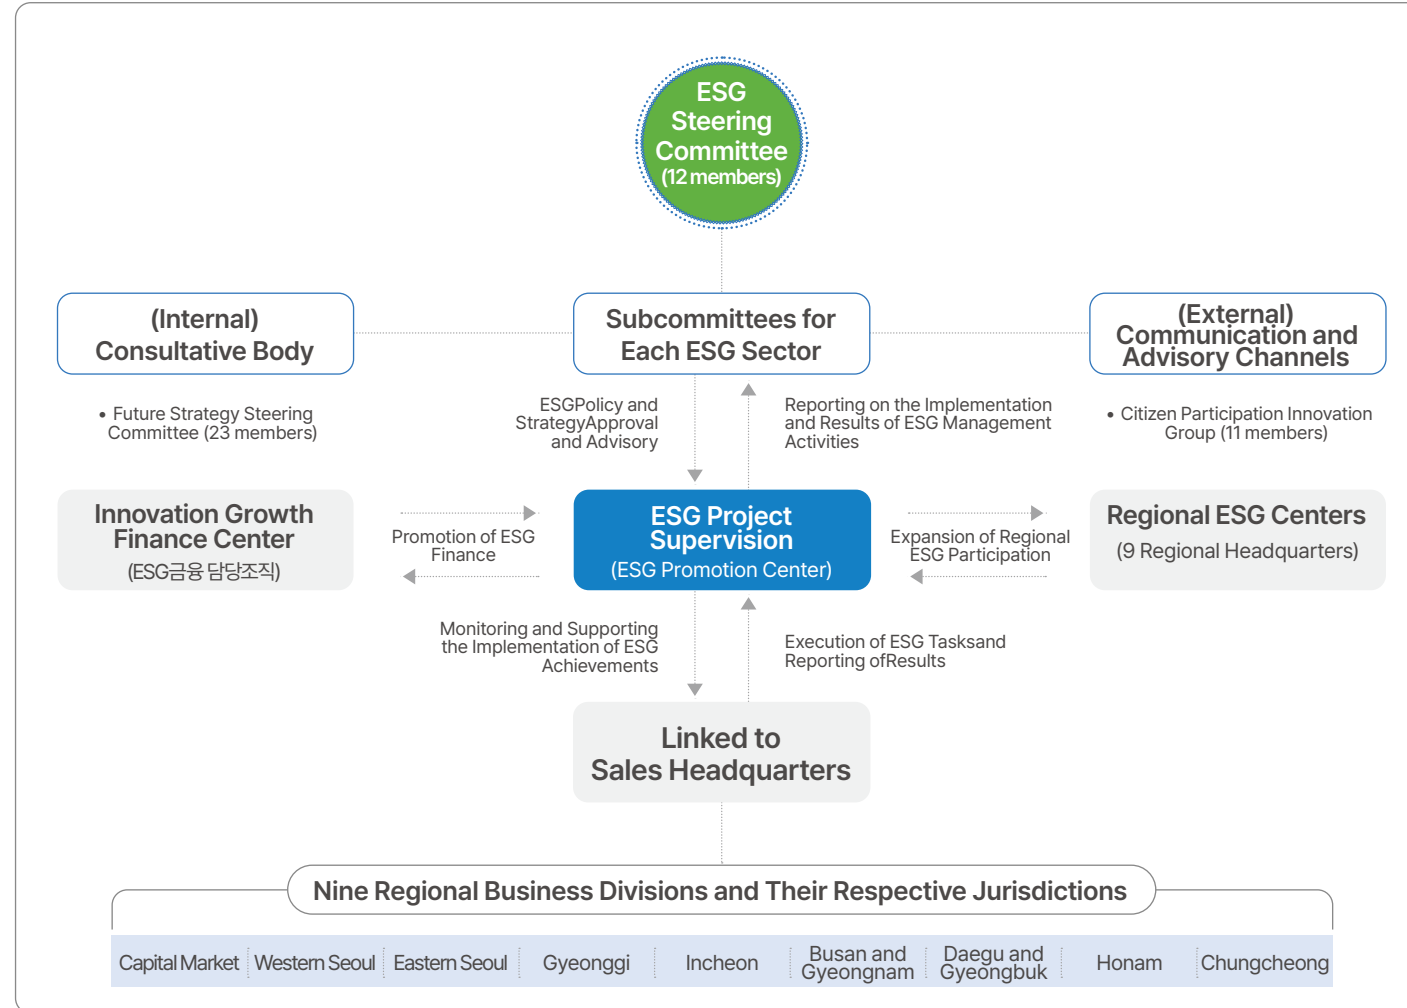 ESG
Steering
Committee
(12 members)
(Internal)
Consultative Body
Subcommittees for
Each ESG Sector
(External)
Communication and
Advisory Channels
• Future Strategy Steering
Committee (23 members)
ESGPolicy and
StrategyApproval
and Advisory
Reporting on the Implementation
and Results of ESG Management
Activities
• Citizen Participation Innovation
Group (11 members)
Innovation Growth
Finance Center
(ESG금융 담당조직)
Promotion of ESG
Finance
ESG Project
Supervision
(ESG Promotion Center)
Expansion of Regional
ESG Participation
Regional ESG Centers
(9 Regional Headquarters)
Monitoring and Supporting
the Implementation of ESG
Achievements
Execution of ESG Tasksand
Reporting ofResults
Linked to
Sales Headquarters
Nine Regional Business Divisions and Their Respective Jurisdictions
Capital Market
Western Seoul
Eastern Seoul
Gyeonggi
Incheon
Busan and
Gyeongnam
Daegu and
Gyeongbuk
Honam
Chungcheong